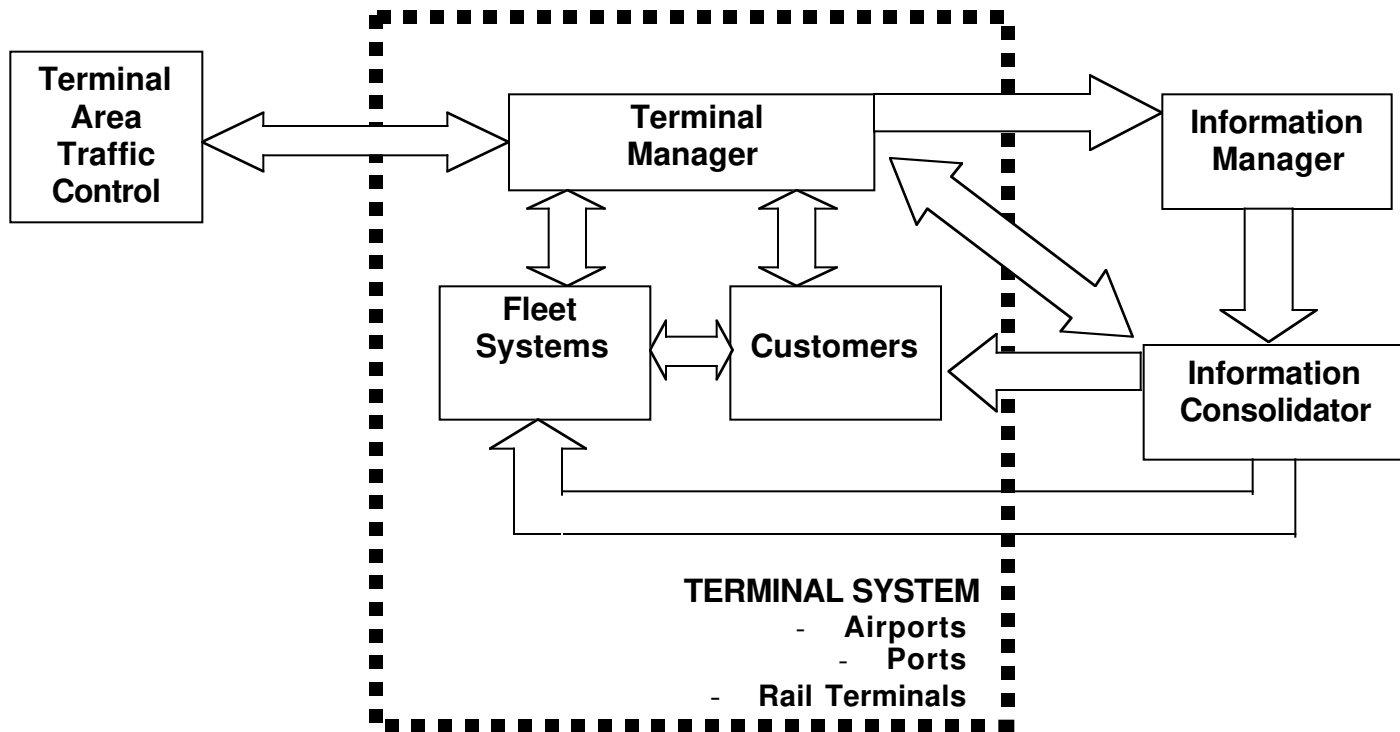 Terminal
Area
Traffic
Control
Terminal
Manager
Information
Manager
Fleet
Systems
Customers
Information
Consolidator
TERMINAL SYSTEM
- Airports
- Ports
- Rail Terminals